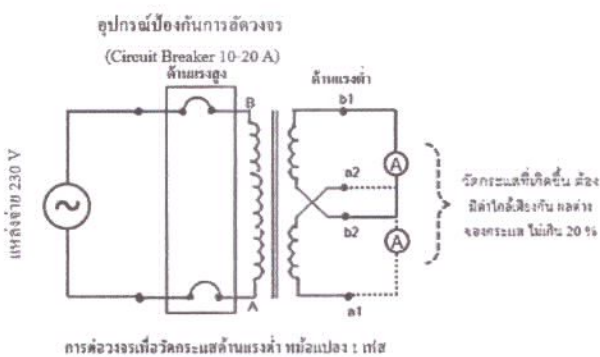 อุปกรณ์ป้องกันการลัดวงจร
(Circuit Breaker 10-20 A)
ด้านแรงสูง
ด้านแรงต่ำ
B
b1
A
a2
แหล่งจ่าย 230 V
b2
A
A
a1
วัดกระแสที่เกิดขึ้น ต้อง
มีค่าใกล้เคียงกัน ผลต่าง
ของกระแส ไม่เกิน 20 %
การต่อวงจรเพื่อวัดกระแสด้านแรงต่ำ หม้อแปลง 1 เฟส